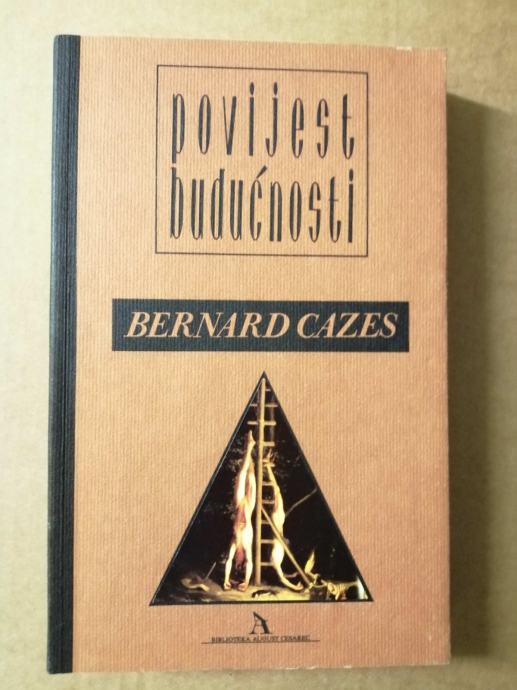 povijest
budućnosti
BERNARD CAZES
A
BIBLIOTEKA AUGUST CESAREC